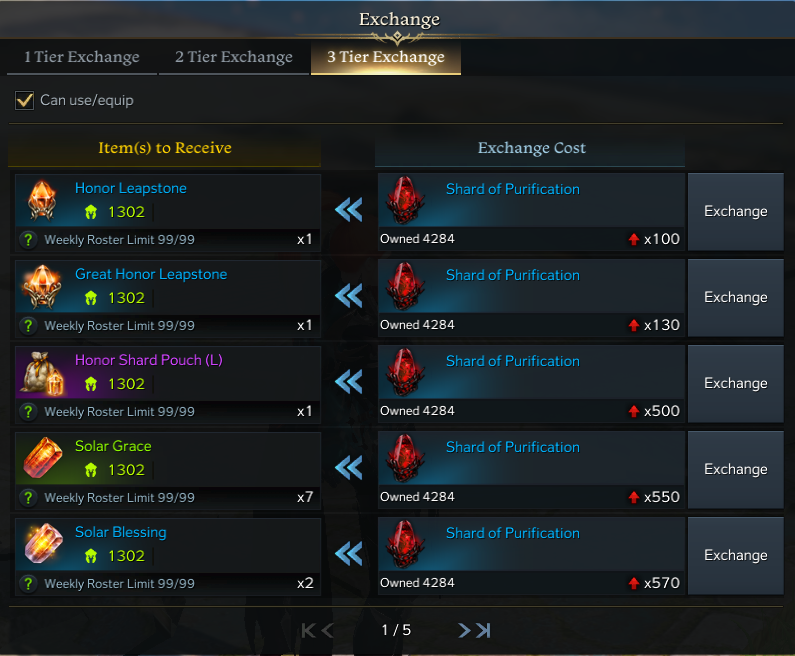 Exchange
1 Tier Exchange 2 Tier Exchange 3 Tier Exchange
Can use/equip
Item(s) to Receive Exchange Cost
Honor Leapstone Shard of Purification
1302 Exchange
? Weekly Roster Limit 99/99 x1 Owned 4284 x100
Great Honor Leapstone Shard of Purification
1302 Exchange
? Weekly Roster Limit 99/99 x1 Owned 4284 x130
Honor Shard Pouch (L) Shard of Purification
1302 Exchange
? Weekly Roster Limit 99/99 x1 Owned 4284 x500
Solar Grace Shard of Purification
1302 Exchange
? Weekly Roster Limit 99/99 x7 Owned 4284 x550
Solar Blessing Shard of Purification
1302 Exchange
? Weekly Roster Limit 99/99 x2 Owned 4284 x570
1 / 5